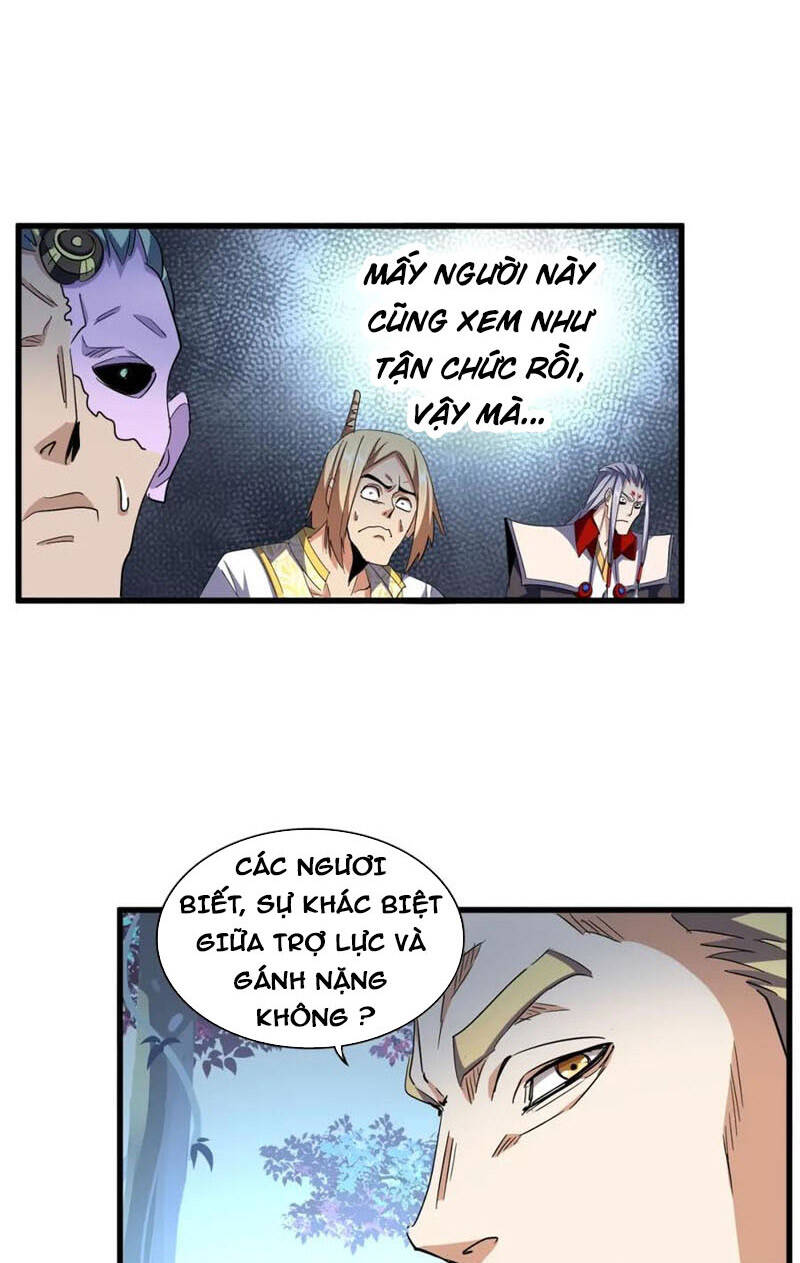 MẤY NGƯỜI NÀY
CŨNG XEM NHƯ
TẬN CHỨC RỒI,
VẬY MÀ...
CÁC NGƯƠI
BIẾT, SỰ KHÁC BIỆT
GIỮA TRỢ LỰC VÀ
GÁNH NẶNG
KHÔNG ?